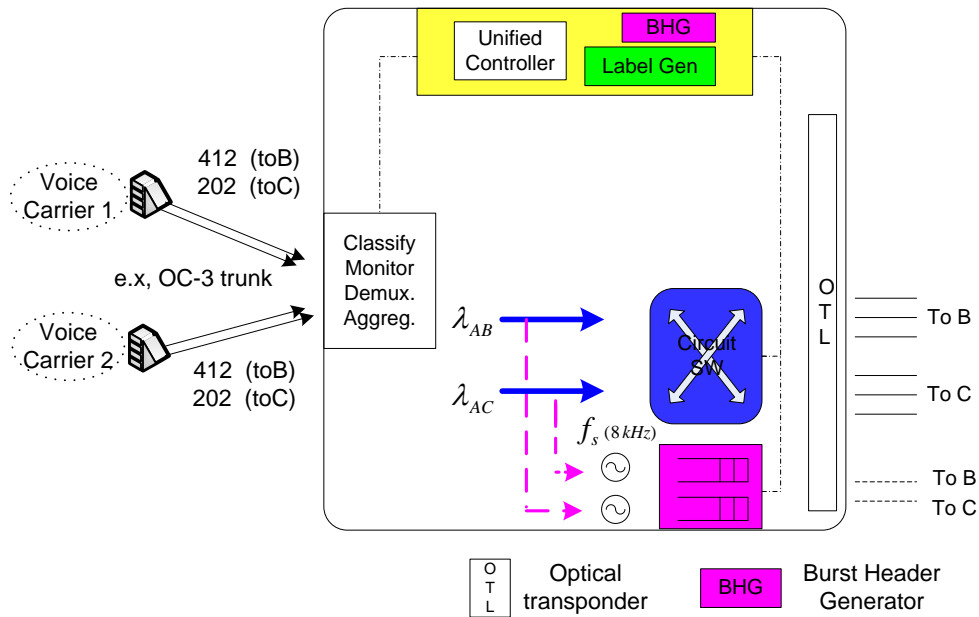 BHG
Unified
Controller
Label Gen
412 (toB)
202 (toC)
Voice
Carrier 1
Classify
Monitor
Demux.
Aggreg.
e.x, OC-3 trunk
O
T
L
λAB
Circuit
SW
To B
Voice
Carrier 2
412 (toB)
202 (toC)
λAC
To C
fs (8 kHz)
To B
To C
O
T
L
Optical
transponder
BHG
Burst Header
Generator